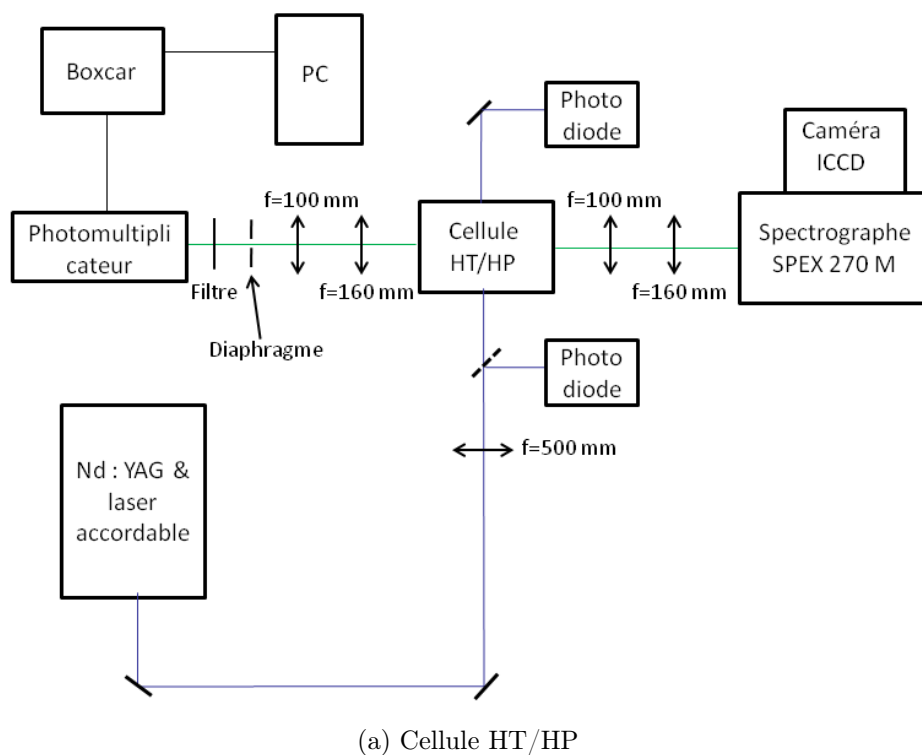 Boxcar
PC
Photo
diode
Caméra
ICCD
Photomultipli
cateur
f=100 mm
f=160 mm
Filtre
Diaphragme
Cellule
HT/HP
f=100 mm
f=160 mm
Spectrographe
SPEX 270 M
Photo
diode
f=500 mm
Nd : YAG &
laser
accordable
(a) Cellule HT/HP